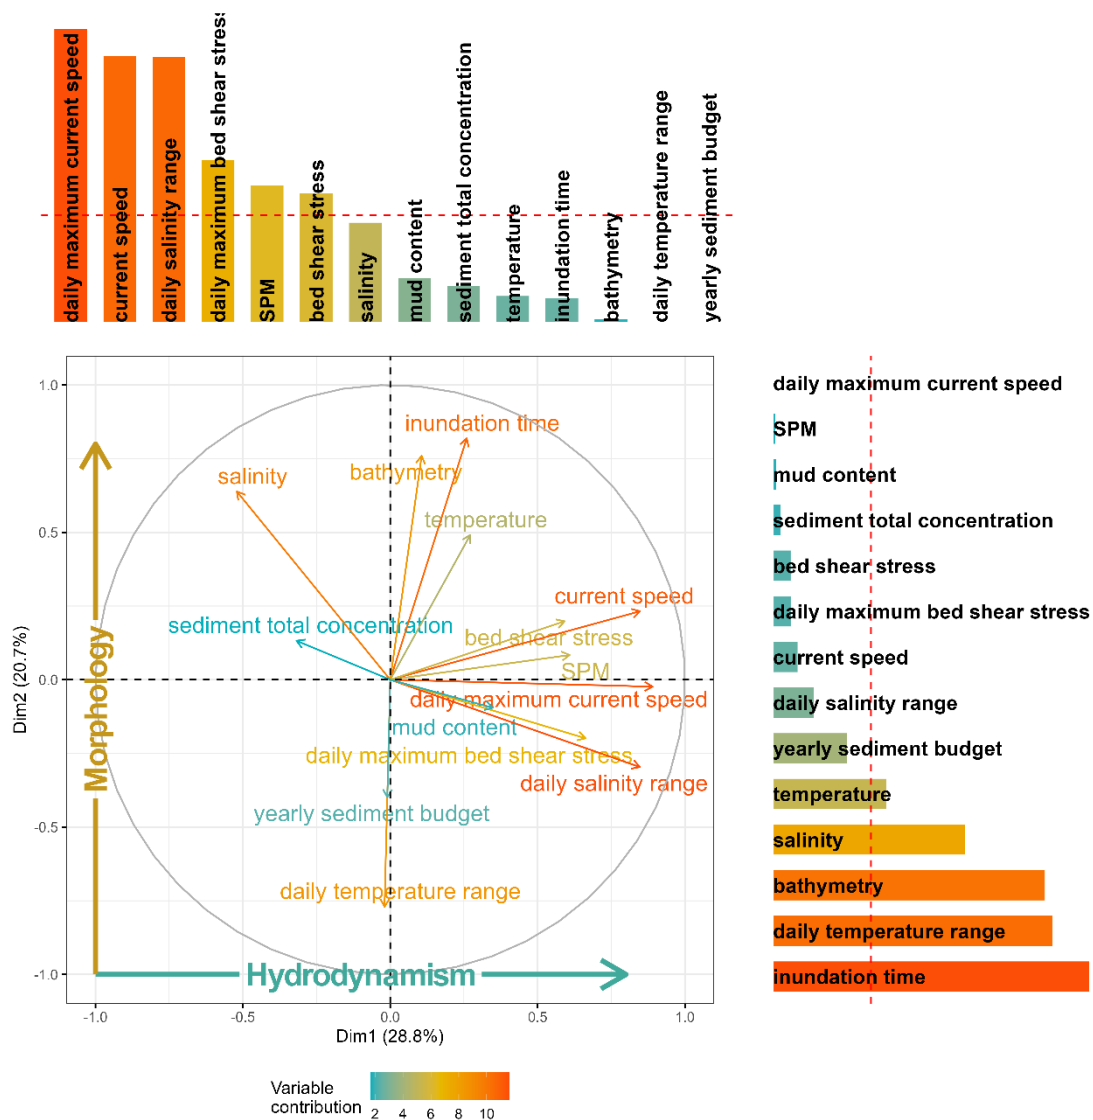 daily maximum current speed
current speed
daily salinity range
daily maximum bed shear stress
SPM
bed shear stress
salinity
mud content
sediment total concentration
temperature
inundation time
bathymetry
daily temperature range
yearly sediment budget
1.0
0.5
0.0
-0.5
-1.0
Dim2 (20.7%)
Morphology
inundation time
bathymetry
salinity
temperature
current speed
sediment total concentration
bed shear stress
SPM
daily maximum current speed
mud content
daily maximum bed shear stress
daily salinity range
yearly sediment budget
daily temperature range
Hydrodynamism
-1.0 -0.5 0.0 0.5 1.0
Dim1 (28.8%)
daily maximum current speed
SPM
mud content
sediment total concentration
bed shear stress
daily maximum bed shear stress
current speed
daily salinity range
yearly sediment budget
temperature
salinity
bathymetry
daily temperature range
inundation time
Variable
contribution
2 4 6 8 10